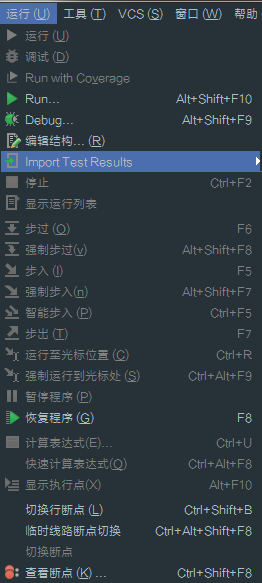 运行 (U) 工具 (T) VCS (S) 窗口 (W) 帮助
运行 (U)
调试 (D)
Run with Coverage
Run... Alt+Shift+F10
Debug... Alt+Shift+F9
编辑结构... (R)
Import Test Results
停止 Ctrl+F2
显示运行列表
步过 (O) F6
强制步过(v) Alt+Shift+F8
步入 (I) F5
强制步入(n) Alt+Shift+F7
智能步入 (P) Ctrl+F5
步出 (T) F7
运行至光标位置 (C) Ctrl+R
强制运行到光标处 (S) Ctrl+Alt+F9
暂停程序 (P)
恢复程序 (G) F8
计算表达式(E)... Ctrl+U
快速计算表达式(Q) Ctrl+Alt+F8
显示执行点(X) Alt+F10
切换行断点 (L) Ctrl+Shift+B
临时线路断点切换 Ctrl+Alt+Shift+F8
切换断点
查看断点 (K) ... Ctrl+Shift+F8